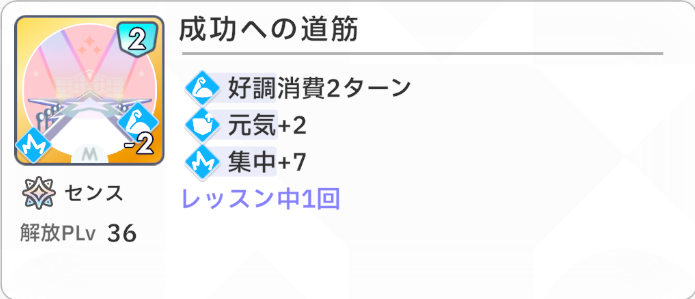 成功への道筋
2
-2
M
好調消費2ターン
元気+2
集中+7
レッスン中1回
センス
解放PLv 36